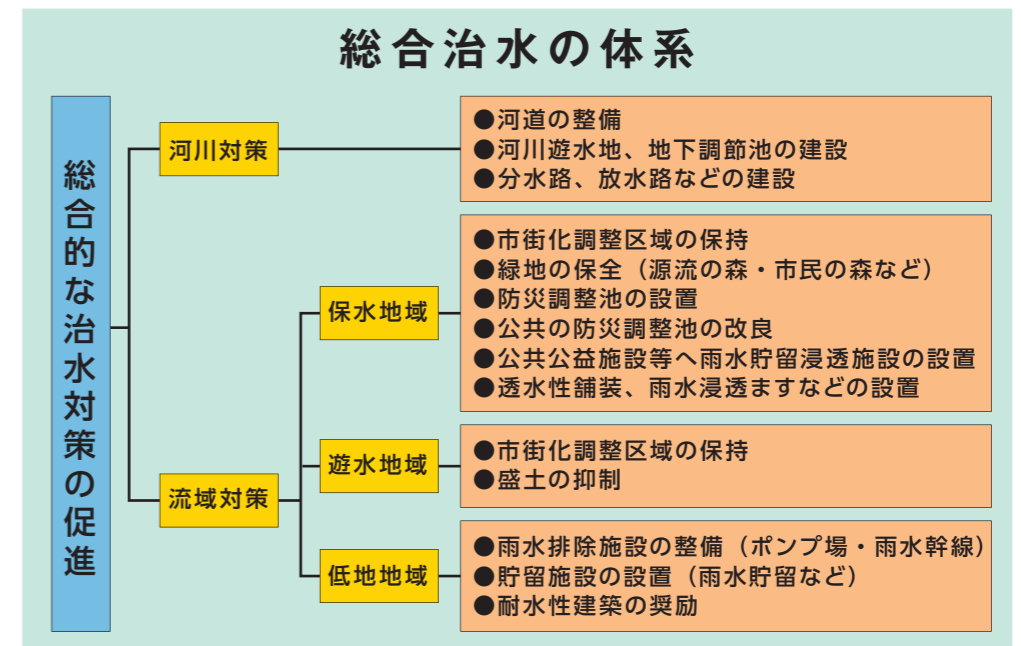 総合治水の体系
総合的な治水対策の促進
河川対策
●河道の整備
●河川遊水地、地下調節池の建設
●分水路、放水路などの建設
流域対策
保水地域
●市街化調整区域の保持
●緑地の保全（源流の森・市民の森など）
●防災調整池の設置
●公共の防災調整池の改良
●公共公益施設等へ雨水貯留浸透施設の設置
●透水性舗装、雨水浸透ますなどの設置
遊水地域
●市街化調整区域の保持
●盛土の抑制
低地地域
●雨水排除施設の整備（ポンプ場・雨水幹線）
●貯留施設の設置（雨水貯留など）
●耐水性建築の奨励